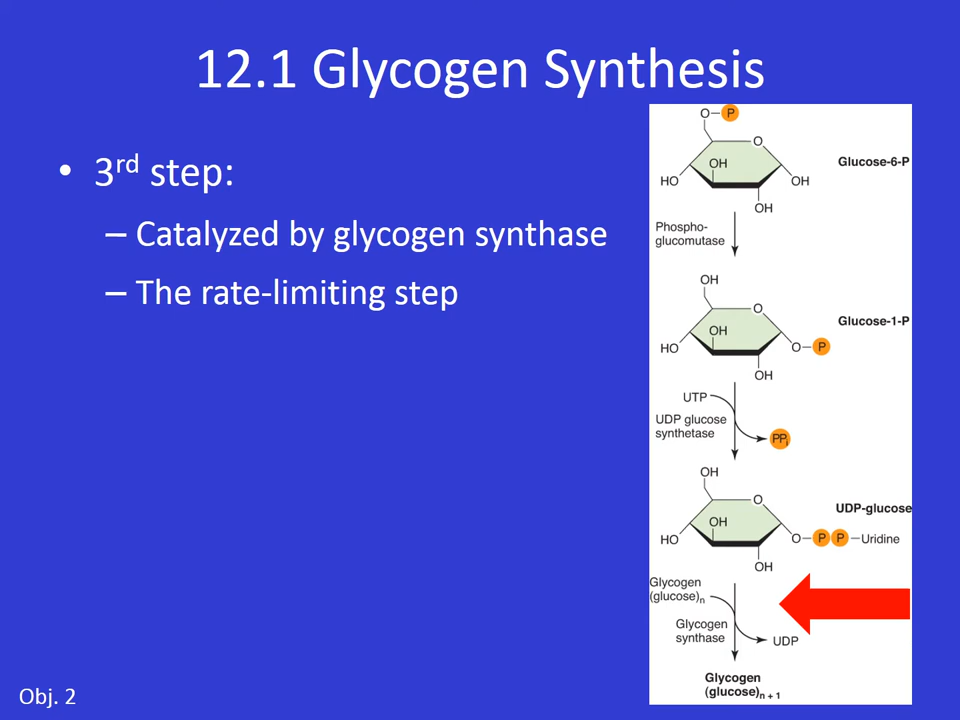 12.1 Glycogen Synthesis
• 3rd step:
– Catalyzed by glycogen synthase
– The rate-limiting step
O P
O
OH
HO
OH
OH
Glucose-6-P
Phospho-
glucomutase
OH
O
OH
HO
O P
OH
Glucose-1-P
UTP
UDP glucose
synthetase
PPi
OH
O
OH
HO
O P P Uridine
OH
UDP-glucose
Glycogen
(glucose)n
Glycogen
synthase
UDP
Glycogen
(glucose)n + 1
Obj. 2